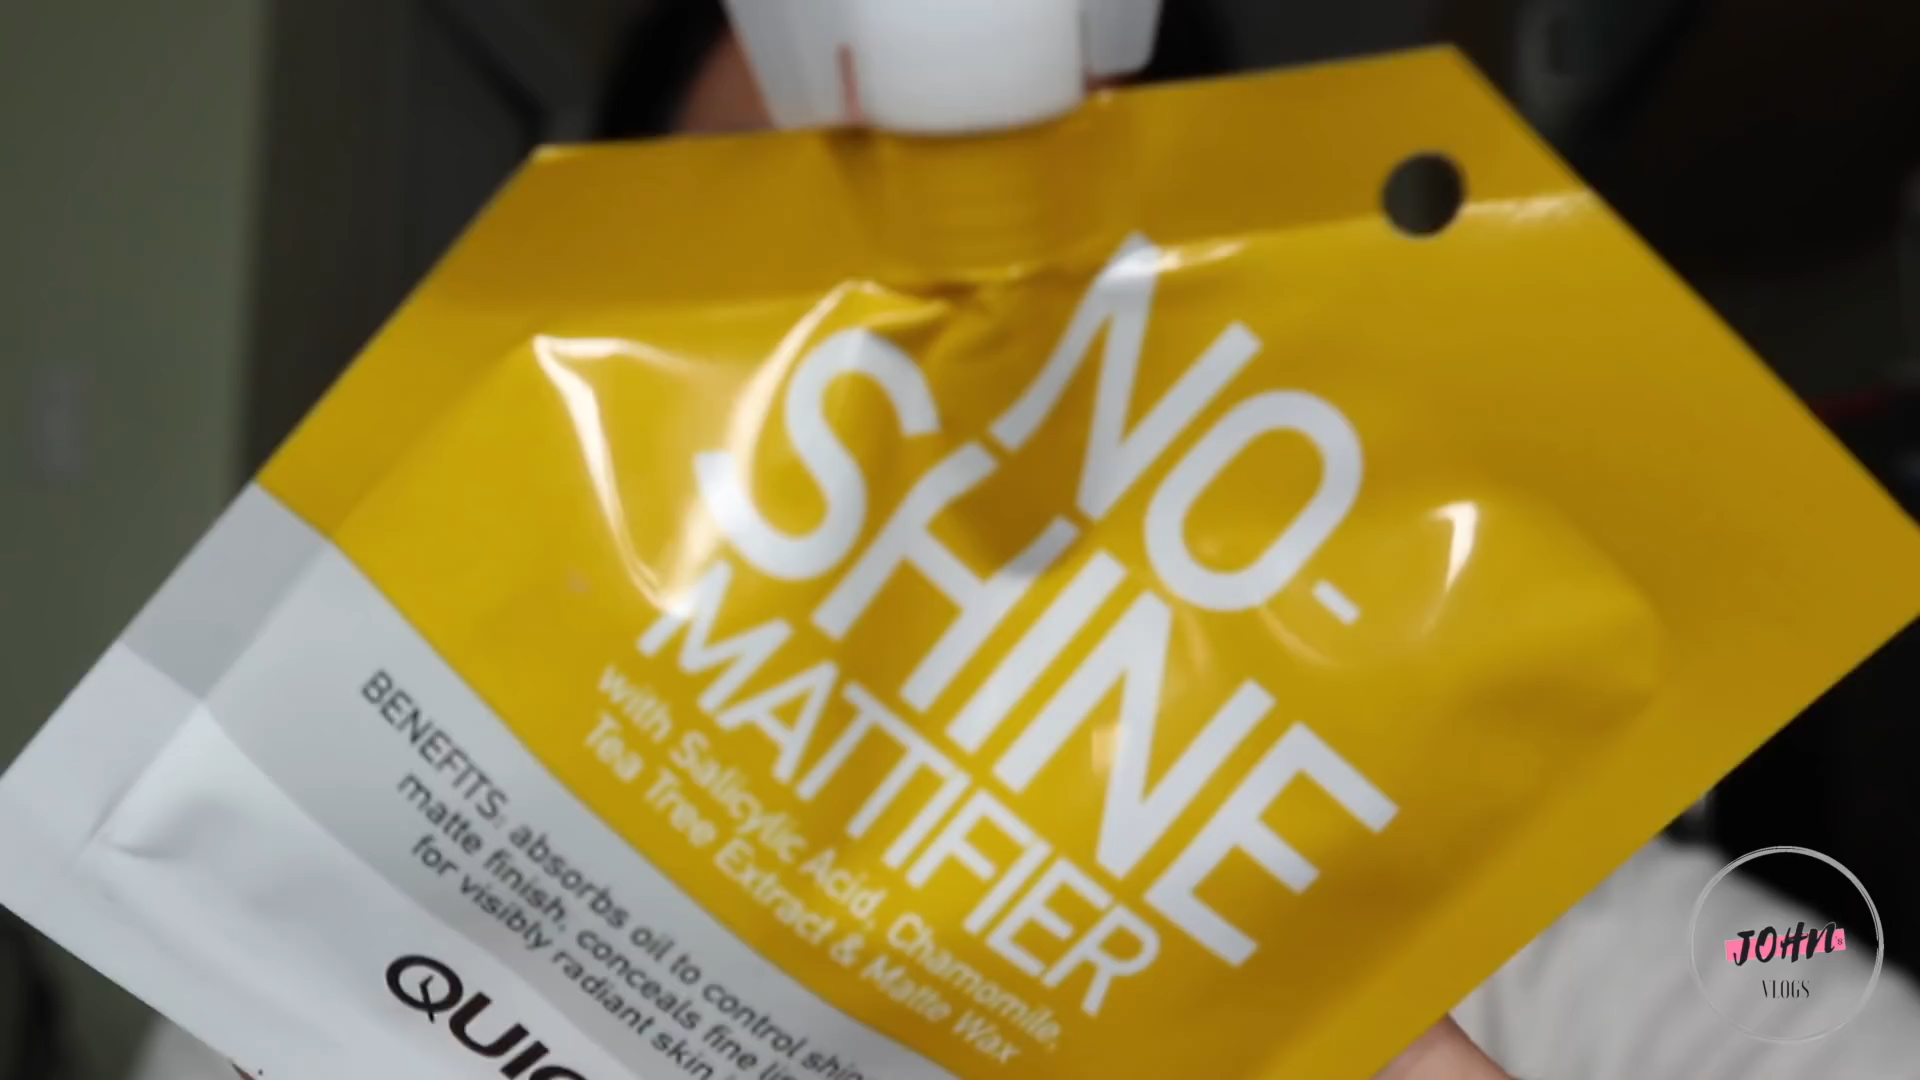 NO-
SHINE
MATTIFIER
with Salicylic Acid, Chamomile,
Tea Tree Extract & Matte Wax
BENEFITS: absorbs oil to control
matte finish, conceals fine
for visibly radiant skin
JOHN's
VLOGS